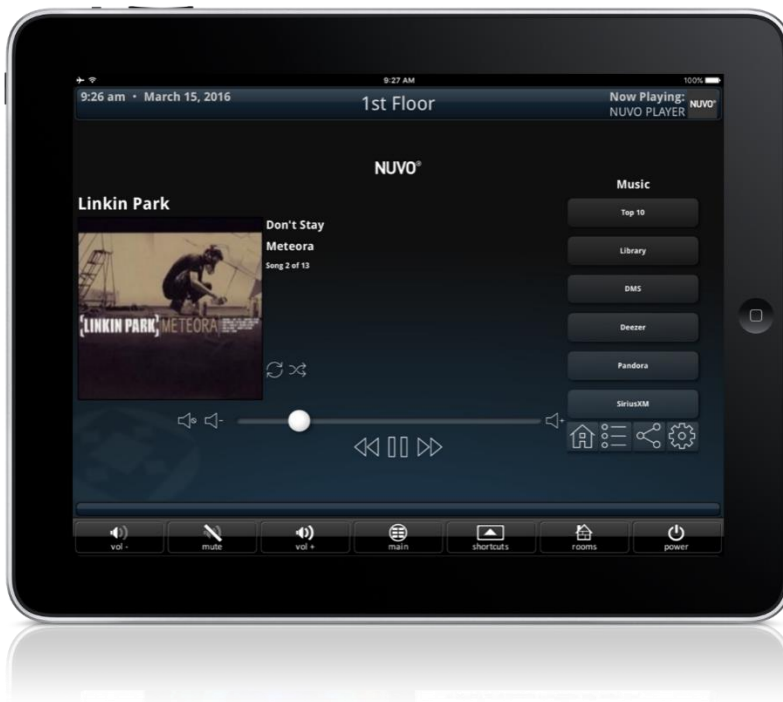 9:27 AM
100%
9:26 am • March 15, 2016
1st Floor
Now Playing:
NUVO PLAYER
NUVO®
NUVO®
Music
Linkin Park
Don't Stay
Meteora
Song 2 of 13
[LINKIN PARK] METEORA
Top 10
Library
DMS
Deezer
Pandora
SiriusXM
vol -
mute
vol +
main
shortcuts
rooms
power